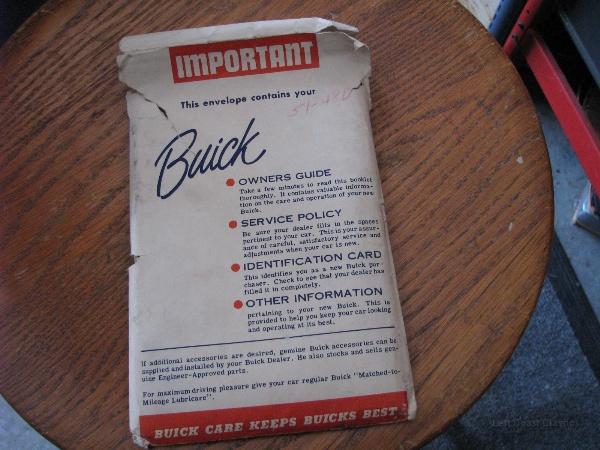 IMPORTANT
This envelope contains your
51-48D
Buick
OWNERS GUIDE
Take a few minutes to read this booklet
thoroughly. It contains valuable informa-
tion on the care and operation of your new
Buick.
SERVICE POLICY
Be sure your dealer fills in the spaces
pertinent to your car. This is your assur-
ance of careful, satisfactory service and
adjustments when your car is new.
IDENTIFICATION CARD
This identifies you as a new Buick pur-
chaser. Check to see that your dealer has
filled it in completely.
OTHER INFORMATION
pertaining to your new Buick. This is
provided to help you keep your car looking
and operating at its best.
If additional accessories are desired, genuine Buick accessories can be
supplied and installed by your Buick Dealer. He also stocks and sells gen-
uine Engineer-Approved parts.
For maximum driving pleasure give your car regular Buick "Matched-to-
Mileage Lubricare".
BUICK CARE KEEPS BUICKS BEST
Left Coast Classics